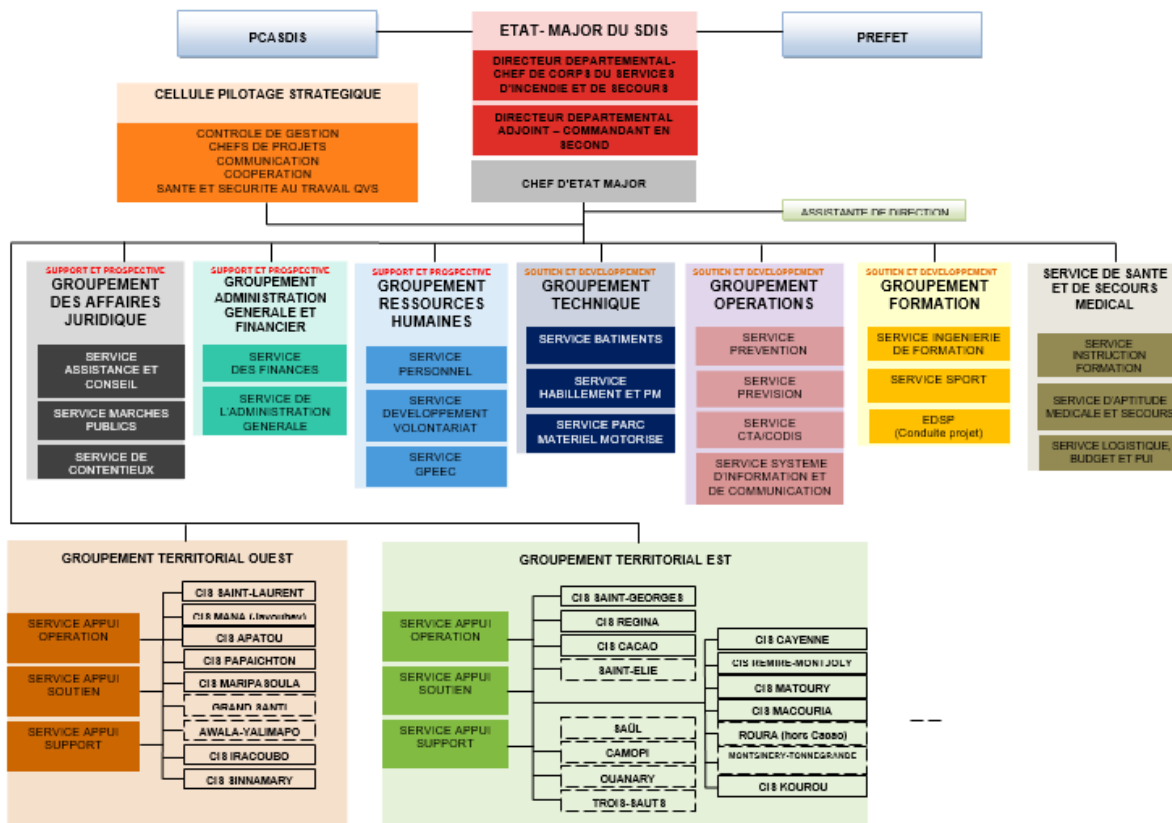 PCASDIS
ETAT- MAJOR DU SDIS
PREFET
DIRECTEUR DEPARTEMENTAL-
CHEF DE CORPS DU SERVICES
D'INCENDIE ET DE SECOURS
DIRECTEUR DEPARTEMENTAL
ADJOINT – COMMANDANT EN
SECOND
CHEF D'ETAT MAJOR
CELLULE PILOTAGE STRATEGIQUE
CONTROLE DE GESTION
CHEFS DE PROJETS
COMMUNICATION
COOPERATION
SANTE ET SECURITE AU TRAVAIL QVS
ASSISTANTE DE DIRECTION
SUPPORT ET PROSPECTIVE
GROUPEMENT
DES AFFAIRES
JURIDIQUE
SERVICE
ASSISTANCE ET
CONSEIL
SERVICE MARCHES
PUBLICS
SERVICE DE
CONTENTIEUX
SUPPORT ET PROSPECTIVE
GROUPEMENT
ADMINISTRATION
GENERALE ET
FINANCIER
SERVICE
DES FINANCES
SERVICE DE
L'ADMINISTRATION
GENERALE
SUPPORT ET PROSPECTIVE
GROUPEMENT
RESSOURCES
HUMAINES
SERVICE
PERSONNEL
SERVICE
DEVELOPPEMENT
VOLONTARIAT
SERVICE
GPEEC
SOUTIEN ET DEVELOPPEMENT
GROUPEMENT
TECHNIQUE
SERVICE BATIMENTS
SERVICE
HABILLEMENT ET PM
SERVICE PARC
MATERIEL MOTORISE
SOUTIEN ET DEVELOPPEMENT
GROUPEMENT
OPERATIONS
SERVICE
PREVENTION
SERVICE
PREVISION
SERVICE
CTA/CODIS
SERVICE SYSTEME
D'INFORMATION ET
DE COMMUNICATION
SOUTIEN ET DEVELOPPEMENT
GROUPEMENT
FORMATION
SERVICE INGENIERIE
DE FORMATION
SERVICE SPORT
EDSP
(Conduite projet)
SERVICE DE SANTE
ET DE SECOURS
MEDICAL
SERVICE
INSTRUCTION
FORMATION
SERVICE D'APTITUDE
MEDICALE ET SECOURS
SERIVCE LOGISTIQUE,
BUDGET ET PUI
GROUPEMENT TERRITORIAL OUEST
SERVICE APPUI
OPERATION
SERVICE APPUI
SOUTIEN
SERVICE APPUI
SUPPORT
CIS SAINT-LAURENT
CIS MANA (Javouhey)
CIS APATOU
CIS PAPAICHTON
CIS MARIPASOULA
GRAND SANTI
AWALA-YALIMAPO
CIS IRACOUBO
CIS SINNAMARY
GROUPEMENT TERRITORIAL EST
SERVICE APPUI
OPERATION
SERVICE APPUI
SOUTIEN
SERVICE APPUI
SUPPORT
CIS SAINT-GEORGES
CIS REGINA
CIS CACAO
SAINT-ELIE
SAÜL
CAMOPI
OUANARY
TROIS-SAUTS
CIS CAYENNE
CIS REMIRE-MONTJOLY
CIS MATOURY
CIS MACOURIA
ROURA (hors Cacao)
MONTSINERY-TONNEGRANDE
CIS KOUROU